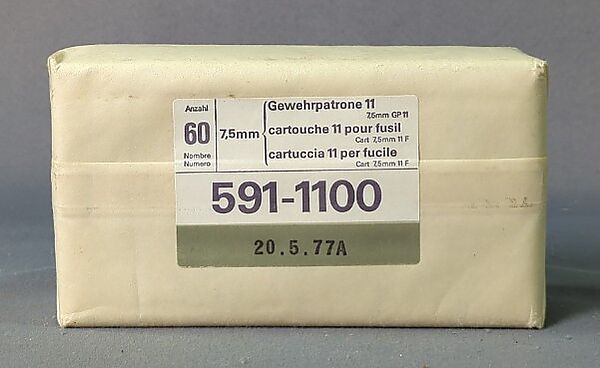 Anzahl
60
Nombre
Numero
7,5mm
Gewehrpatrone 11
7,5mm GP 11
cartouche 11 pour fusil
Cart 7,5mm 11 F
cartuccia 11 per fucile
Cart 7,5mm 11 F
591-1100
20.5.77A